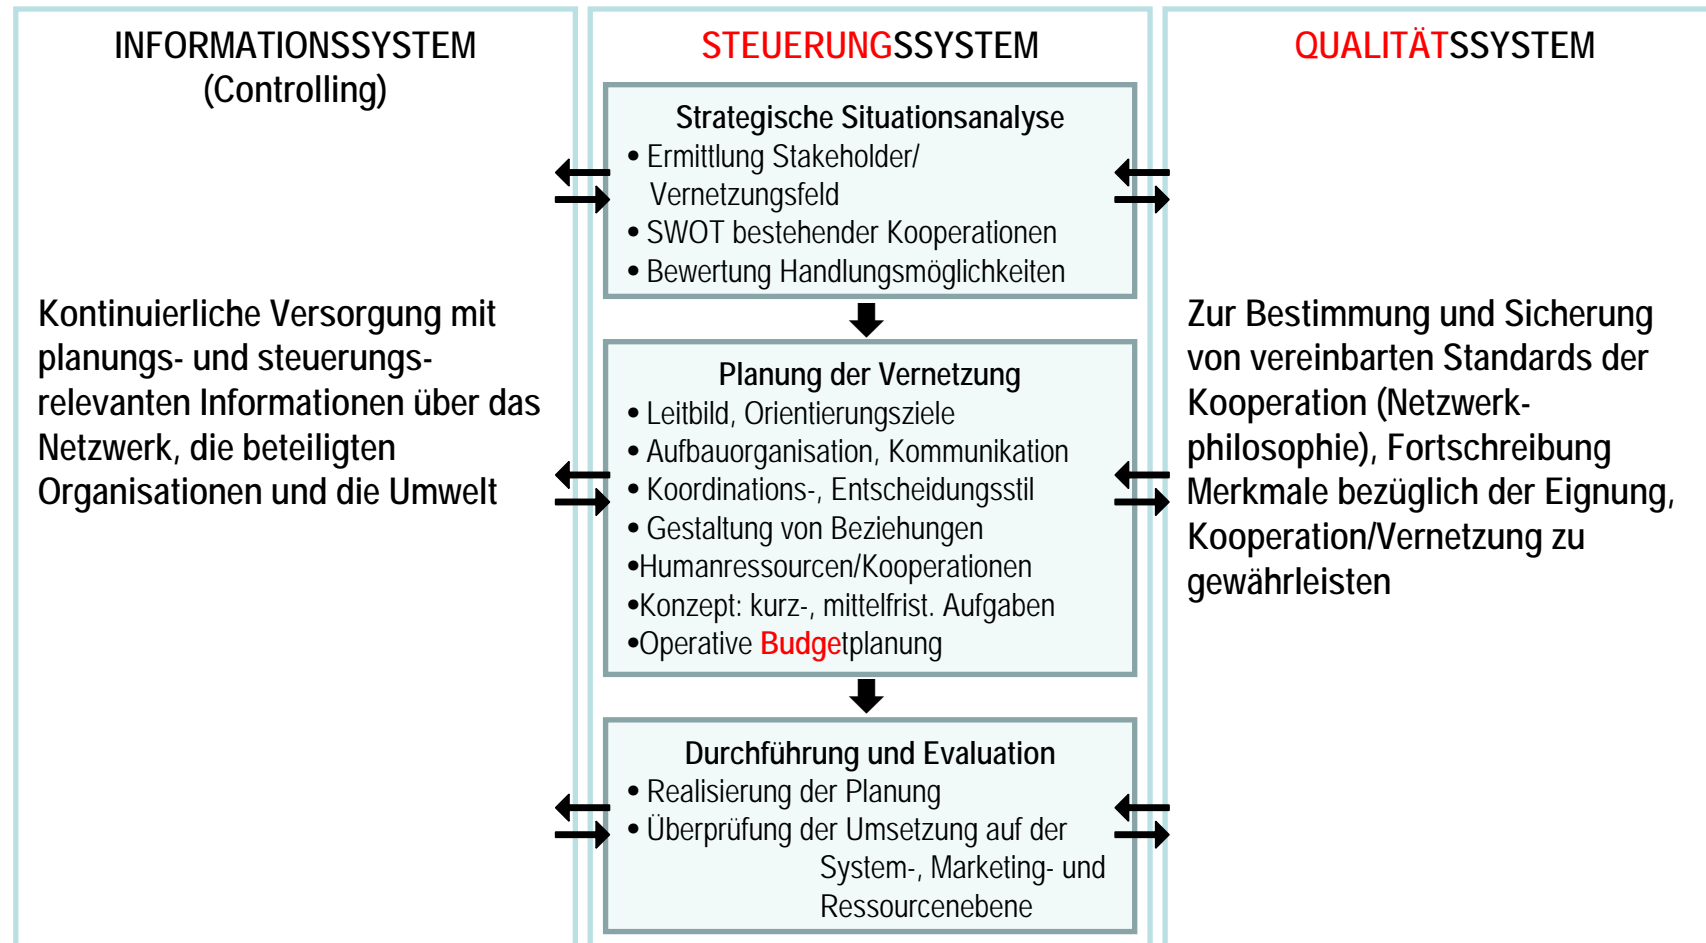 INFORMATIONSSYSTEM
(Controlling)
Kontinuierliche Versorgung mit
planungs- und steuerungs-
relevanten Informationen über das
Netzwerk, die beteiligten
Organisationen und die Umwelt
STEUERUNGSSYSTEM
Strategische Situationsanalyse
• Ermittlung Stakeholder/
Vernetzungsfeld
• SWOT bestehender Kooperationen
• Bewertung Handlungsmöglichkeiten
Planung der Vernetzung
• Leitbild, Orientierungsziele
• Aufbauorganisation, Kommunikation
• Koordinations-, Entscheidungsstil
• Gestaltung von Beziehungen
•Humanressourcen/Kooperationen
•Konzept: kurz-, mittelfrist. Aufgaben
•Operative Budgetplanung
Durchführung und Evaluation
• Realisierung der Planung
• Überprüfung der Umsetzung auf der
System-, Marketing- und
Ressourcenebene
QUALITÄTSSYSTEM
Zur Bestimmung und Sicherung
von vereinbarten Standards der
Kooperation (Netzwerk-
philosophie), Fortschreibung
Merkmale bezüglich der Eignung,
Kooperation/Vernetzung zu
gewährleisten